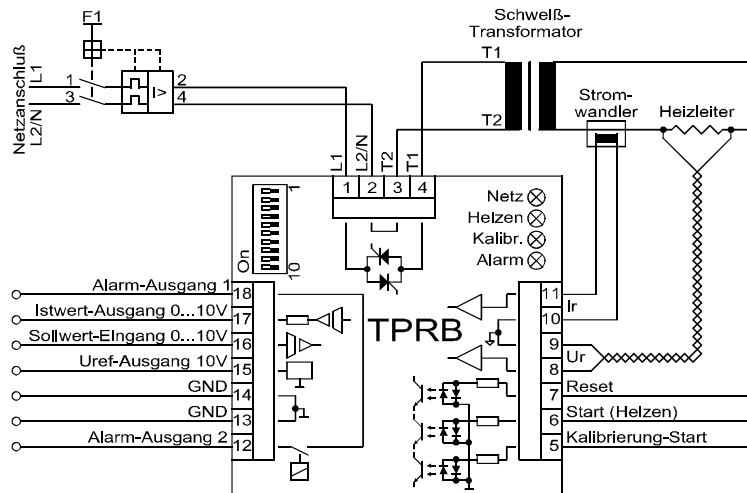 F1
Schweiß-
Transformator
Netzanschluß
L1
L2/N
1
3
I>
2
4
T1
T2
Strom-
wandler
Heizleiter
L1
L2/N
T2
T1
1
2
3
4
On
1
10
Netz
Heizen
Kalibr.
Alarm
TPRB
Alarm-Ausgang 1
18
Istwert-Ausgang 0...10V
17
Sollwert-Eingang 0...10V
16
Uref-Ausgang 10V
15
GND
14
GND
13
Alarm-Ausgang 2
12
11
Ir
10
9
Ur
8
7
Reset
6
Start (Heizen)
5
Kalibrierung-Start